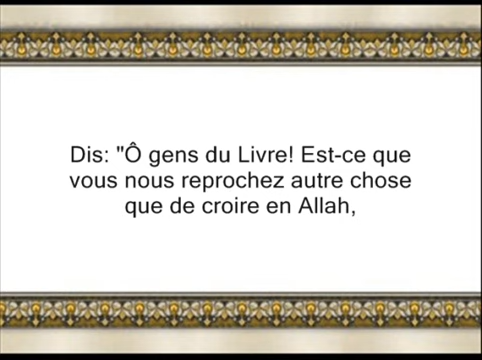 Dis: "Ô gens du Livre! Est-ce que
vous nous reprochez autre chose
que de croire en Allah,